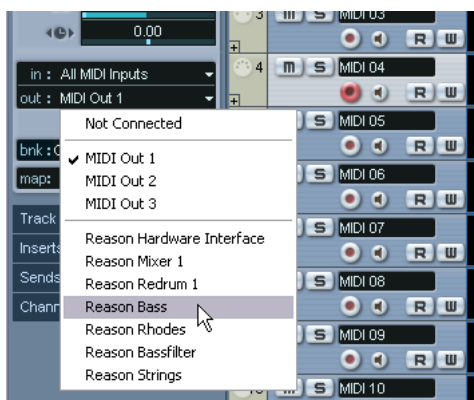 3 m S MIDI 03
0.00
R W
in : All MIDI Inputs
4 m S MIDI 04
out : MIDI Out 1
R W
Not Connected
S MIDI 05
bnk :
✓ MIDI Out 1
R W
map:
MIDI Out 2
S MIDI 06
MIDI Out 3
R W
Track
S MIDI 07
Reason Hardware Interface
Inserts
R W
Reason Mixer 1
Sends
Reason Redrum 1
S MIDI 08
Chann
Reason Bass
R W
Reason Rhodes
S MIDI 09
Reason Bassfilter
R W
Reason Strings
S MIDI 10